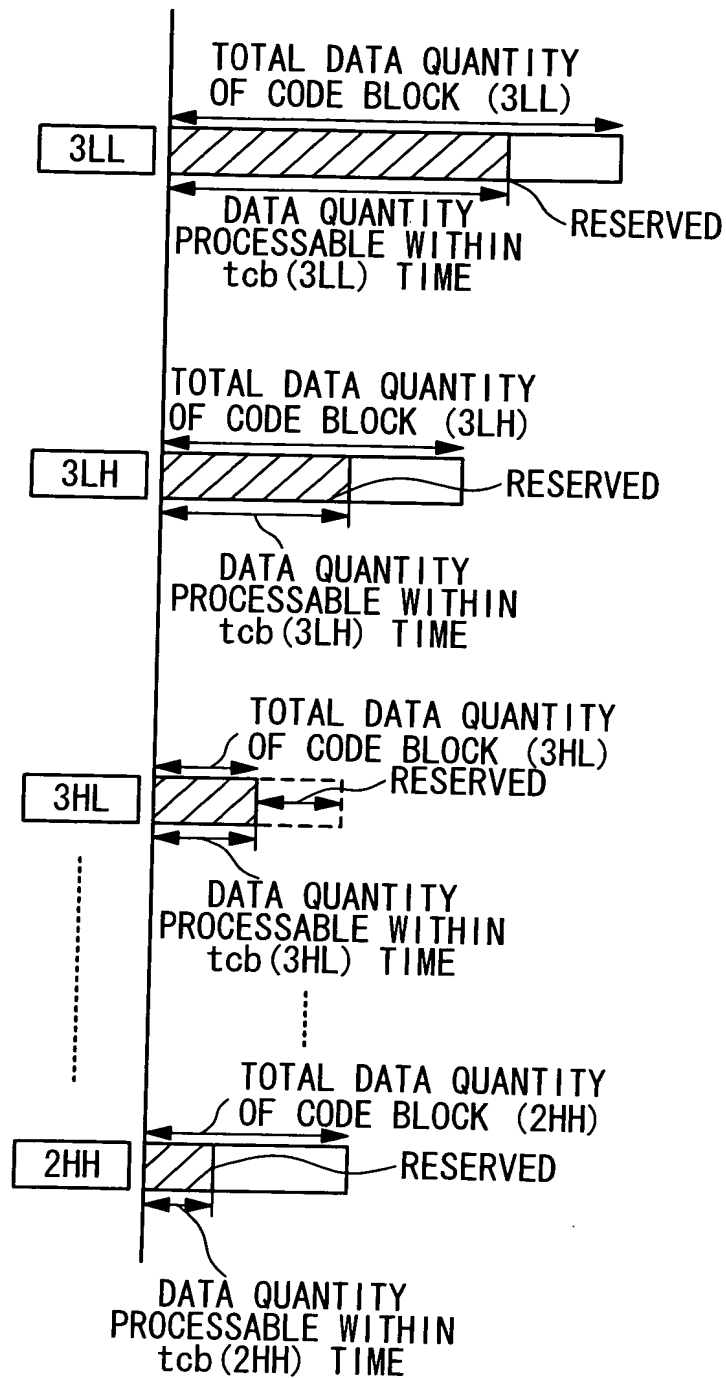 TOTAL DATA QUANTITY
OF CODE BLOCK (3LL)
3LL
RESERVED
DATA QUANTITY
PROCESSABLE WITHIN
tcb(3LL) TIME
TOTAL DATA QUANTITY
OF CODE BLOCK (3LH)
3LH
RESERVED
DATA QUANTITY
PROCESSABLE WITHIN
tcb(3LH) TIME
TOTAL DATA QUANTITY
OF CODE BLOCK (3HL)
3HL
RESERVED
DATA QUANTITY
PROCESSABLE WITHIN
tcb(3HL) TIME
TOTAL DATA QUANTITY
OF CODE BLOCK (2HH)
2HH
RESERVED
DATA QUANTITY
PROCESSABLE WITHIN
tcb(2HH) TIME